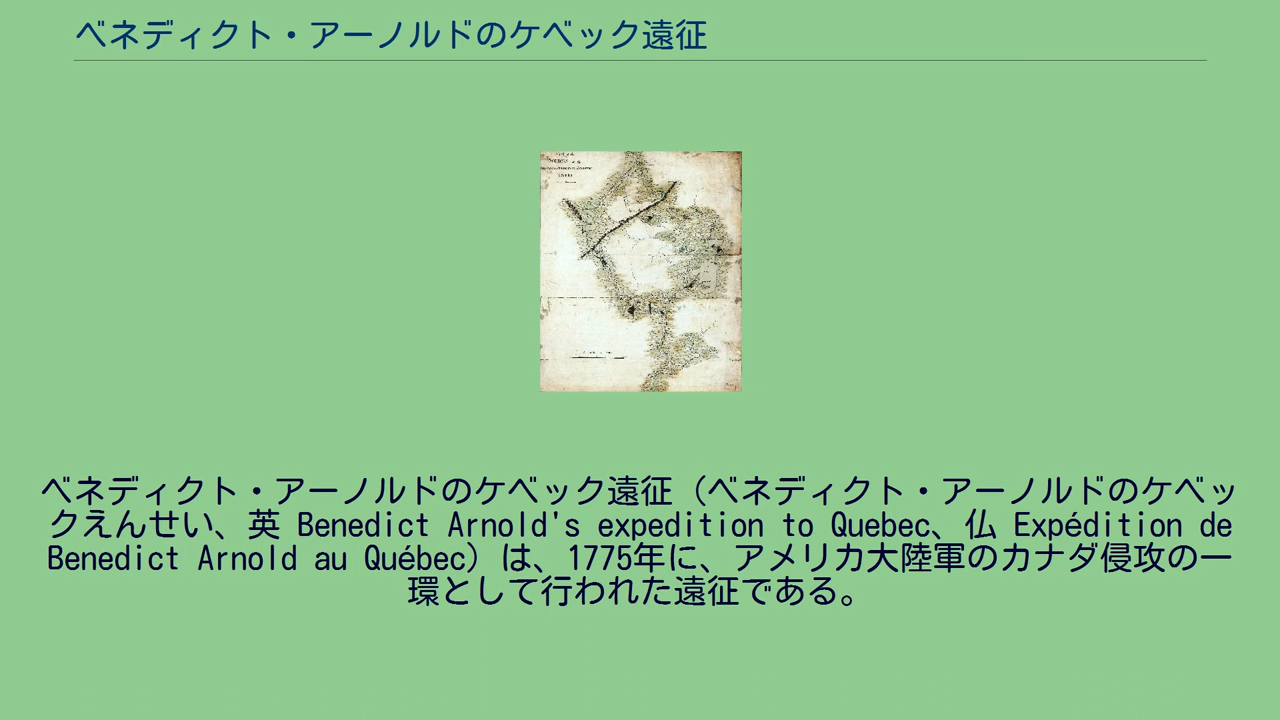 ベネディクト・アーノルドのケベック遠征
ベネディクト・アーノルドのケベック遠征（ベネディクト・アーノルドのケベッ
クえんせい、英 Benedict Arnold's expedition to Quebec、仏 Expédition de
Benedict Arnold au Québec）は、1775年に、アメリカ大陸軍のカナダ侵攻の一
環として行われた遠征である。